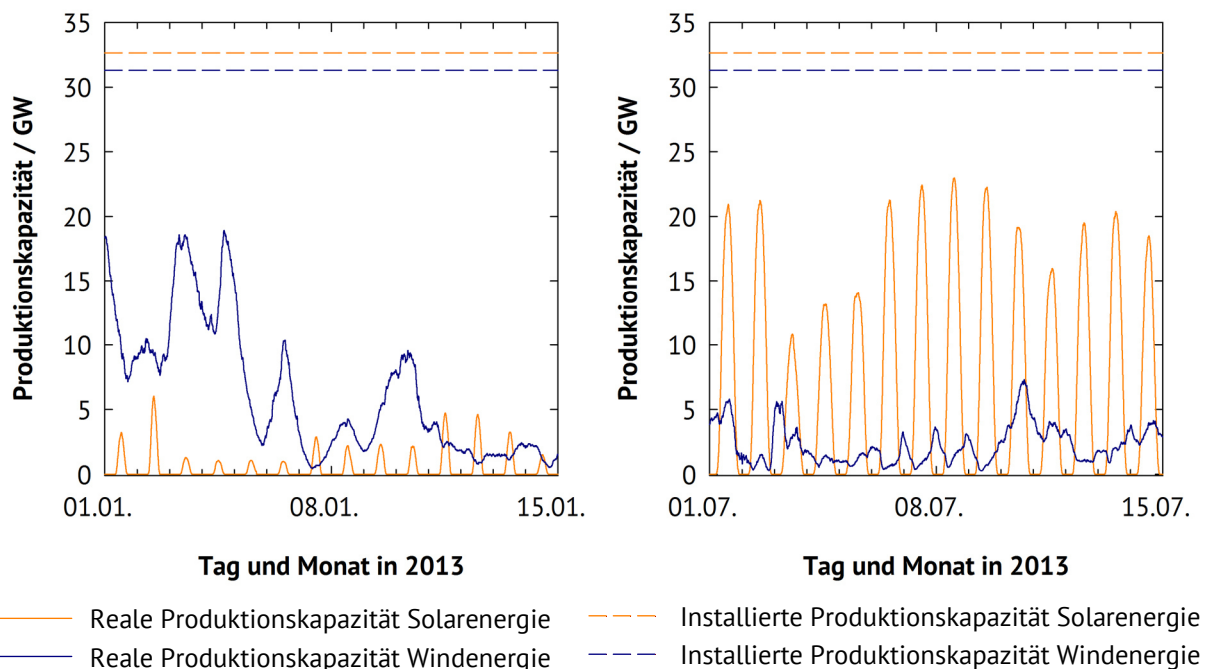 Produktionskapazität / GW
35
30
25
20
15
10
5
0
01.01.
08.01.
15.01.
Tag und Monat in 2013
Produktionskapazität / GW
35
30
25
20
15
10
5
0
01.07.
08.07.
15.07.
Tag und Monat in 2013
Reale Produktionskapazität Solarenergie
Reale Produktionskapazität Windenergie
Installierte Produktionskapazität Solarenergie
Installierte Produktionskapazität Windenergie